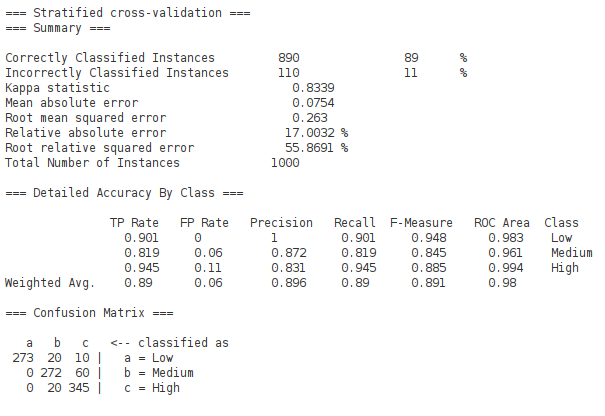 === Stratified cross-validation ===
=== Summary ===
Correctly Classified Instances 890 89 %
Incorrectly Classified Instances 110 11 %
Kappa statistic 0.8339
Mean absolute error 0.0754
Root mean squared error 0.263
Relative absolute error 17.0032 %
Root relative squared error 55.8691 %
Total Number of Instances 1000
=== Detailed Accuracy By Class ===
TP Rate FP Rate Precision Recall F-Measure ROC Area Class
0.901 0 1 0.901 0.948 0.983 Low
0.819 0.06 0.872 0.819 0.845 0.961 Medium
0.945 0.11 0.831 0.945 0.885 0.994 High
Weighted Avg. 0.89 0.06 0.896 0.89 0.891 0.98
=== Confusion Matrix ===
a b c <-- classified as
273 20 10 | a = Low
0 272 60 | b = Medium
0 20 345 | c = High